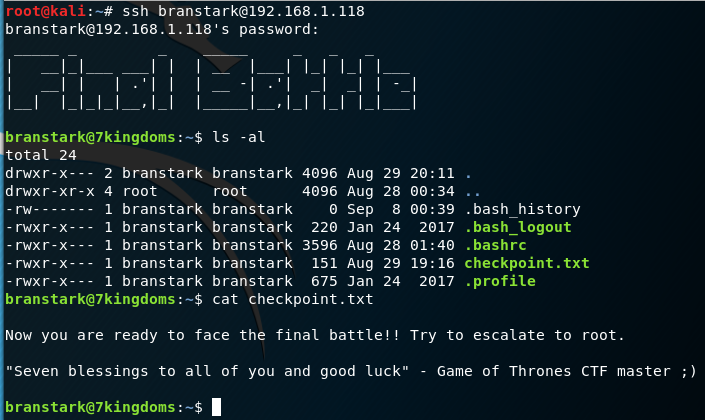 root@kali:~# ssh branstark@192.168.1.118
branstark@192.168.1.118's password:
Final Battle
branstark@7kingdoms:~$ ls -al
total 24
drwxr-x--- 2 branstark branstark 4096 Aug 29 20:11 .
drwxr-xr-x 4 root      root      4096 Aug 28 00:34 ..
-rw------- 1 branstark branstark    0 Sep  8 00:39 .bash_history
-rwxr-x--- 1 branstark branstark  220 Jan 24  2017 .bash_logout
-rwxr-x--- 1 branstark branstark 3596 Aug 28 01:40 .bashrc
-rwxr-x--- 1 branstark branstark  151 Aug 29 19:16 checkpoint.txt
-rwxr-x--- 1 branstark branstark  675 Jan 24  2017 .profile
branstark@7kingdoms:~$ cat checkpoint.txt
Now you are ready to face the final battle!! Try to escalate to root.
"Seven blessings to all of you and good luck" - Game of Thrones CTF master ;)
branstark@7kingdoms:~$